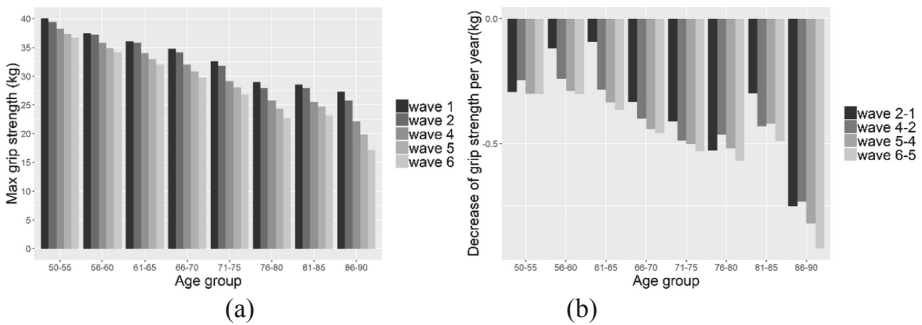 Max grip strength (kg)
40
35
30
25
20
15
10
5
0
50-55 56-60 61-65 66-70 71-75 76-80 81-85 86-90
Age group
wave 1
wave 2
wave 4
wave 5
wave 6
(a)
Decrease of grip strength per year(kg)
0.0
-0.5
50-55 56-60 61-85 66-70 71-75 76-80 81-85 86-90
Age group
wave 2-1
wave 4-2
wave 5-4
wave 6-5
(b)